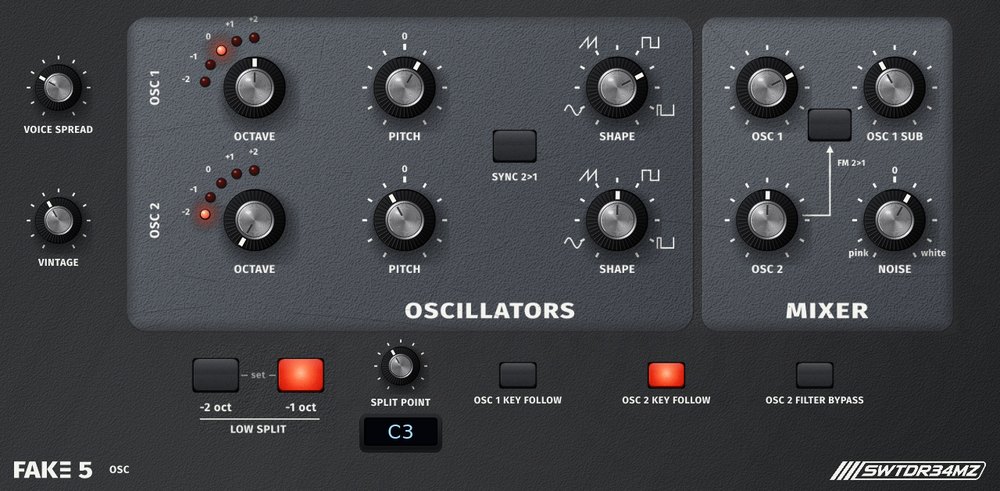 VOICE SPREAD
VINTAGE
OSC 1
-2
-1
0
+1
+2
OCTAVE
0
PITCH
SHAPE
SYNC 2>1
OSC 2
-2
-1
0
+1
+2
OCTAVE
PITCH
SHAPE
OSCILLATORS
OSC 1
OSC 1 SUB
FM 2>1
OSC 2
0
pink
white
NOISE
MIXER
set
-2 oct
-1 oct
LOW SPLIT
SPLIT POINT
C3
OSC 1 KEY FOLLOW
OSC 2 KEY FOLLOW
OSC 2 FILTER BYPASS
FAKE 5
OSC
SWTDR34MZ